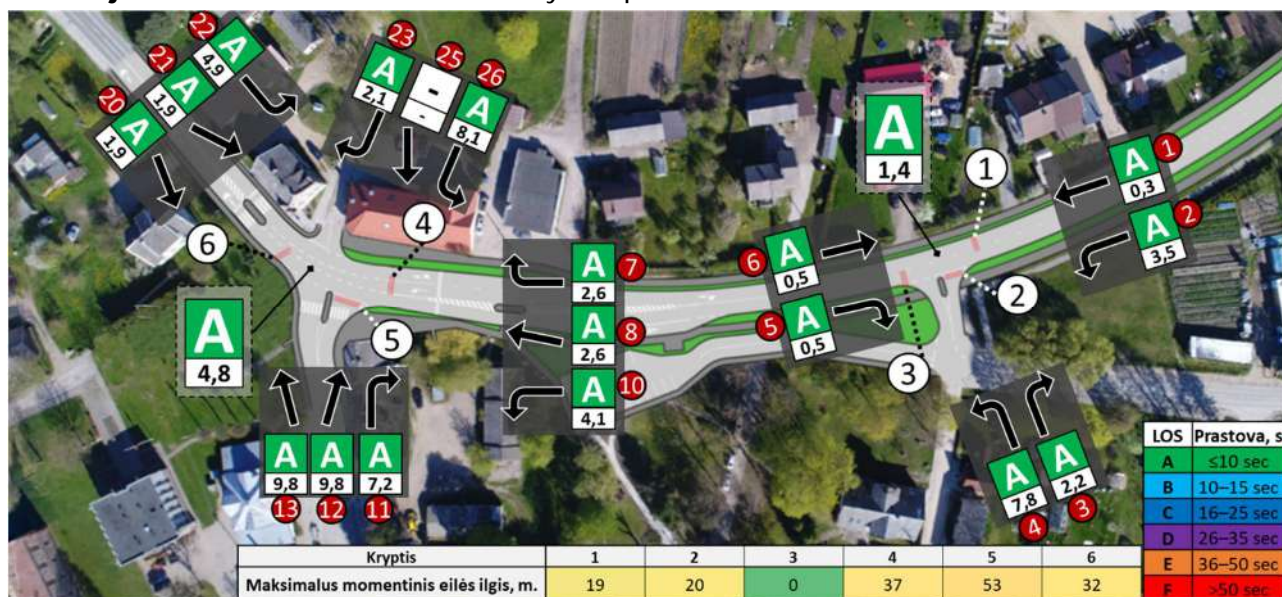 20 A 1,9
21 A 1,9
22 A 4,9
23 A 2,1
25 - -
26 A 8,1
A 1,4
1
A 0,3 1
A 3,5 2
6
4
A 2,6 7
6 A 0,5
2
A 4,8
5
A 2,6 8
5 A 0,5
3
A 4,1 10
A 9,8 13
A 9,8 12
A 7,2 11
A 7,8 4
A 2,2 3
LOS Prastova, s
A ≤10 sec
B 10–15 sec
C 16–25 sec
D 26–35 sec
E 36–50 sec
F >50 sec
Kryptis 1 2 3 4 5 6
Maksimalus momentinis eilės ilgis, m. 19 20 0 37 53 32